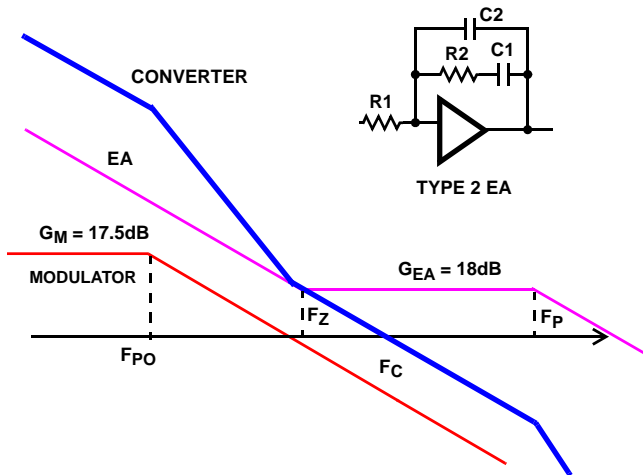 C2
R2
C1
R1
TYPE 2 EA
CONVERTER
EA
GM = 17.5dB
MODULATOR
GEA = 18dB
FZ
FP
FPO
FC